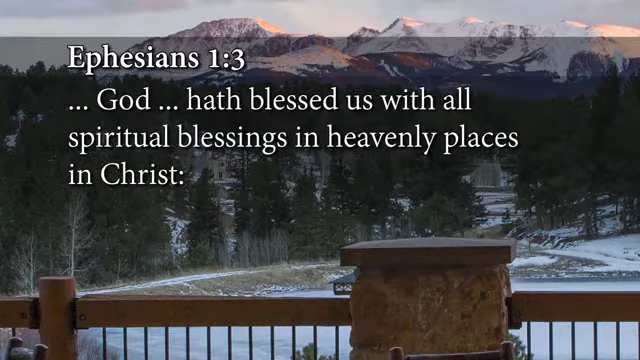 Ephesians 1:3
... God ... hath blessed us with all
spiritual blessings in heavenly places
in Christ: